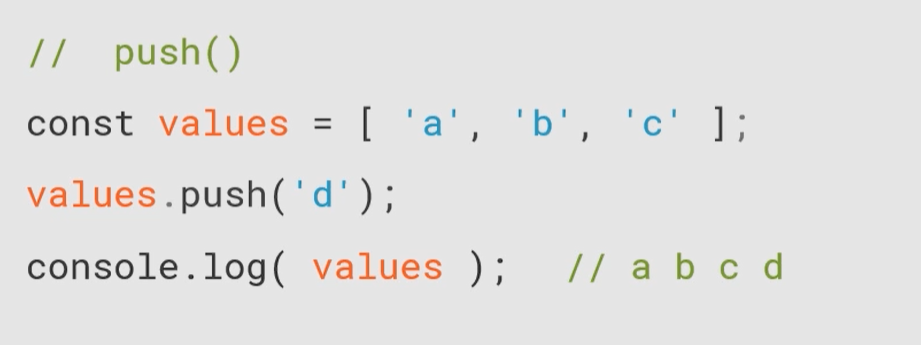 //  push()
const values = [ 'a', 'b', 'c' ];
values.push('d');
console.log( values );  // a b c d